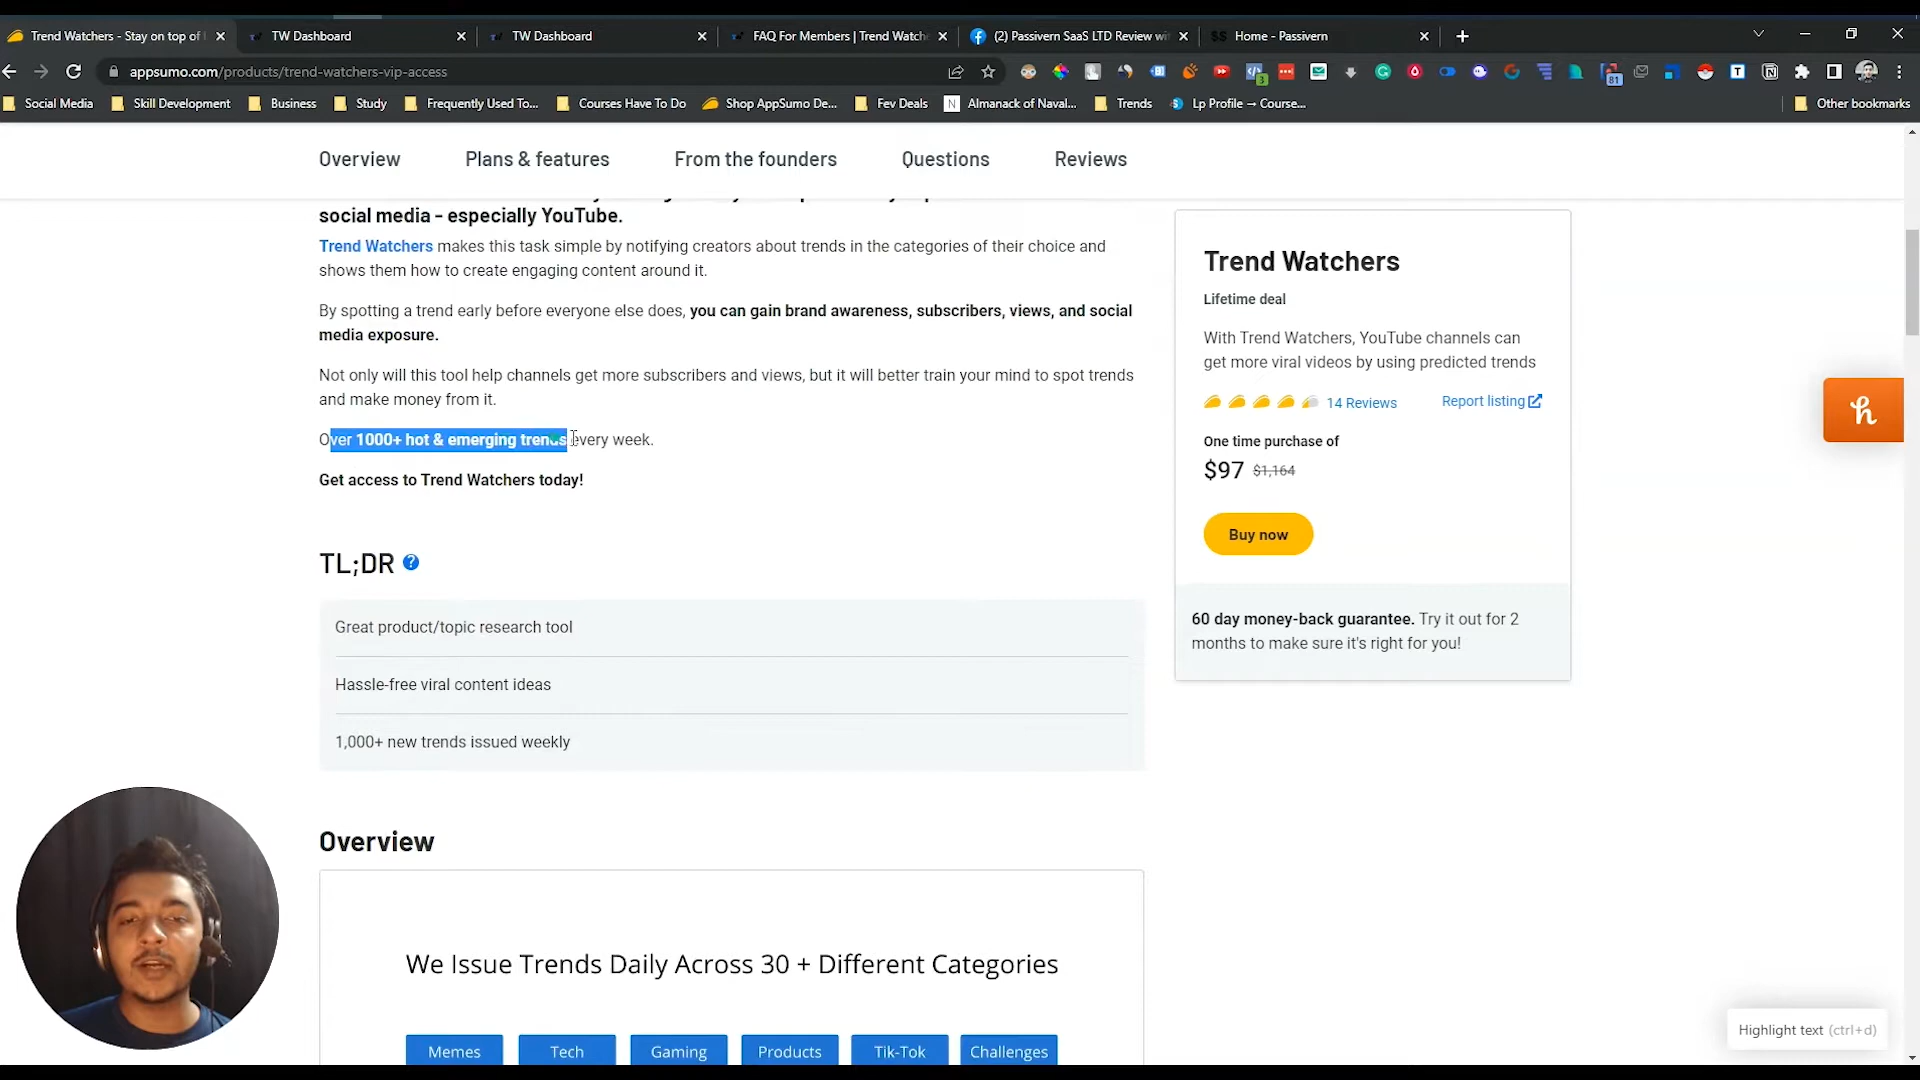 Trend Watchers - Stay on top of
TW Dashboard
TW Dashboard
FAQ For Members | Trend Watche
(2) Passivern SaaS LTD Review wi
Home - Passivern
appsumo.com/products/trend-watchers-vip-access
Social Media
Skill Development
Business
Study
Frequently Used To...
Courses Have To Do
Shop AppSumo De...
Fev Deals
Almanack of Naval...
Trends
Lp Profile → Course...
Other bookmarks
Overview
Plans & features
From the founders
Questions
Reviews
social media - especially YouTube.
Trend Watchers makes this task simple by notifying creators about trends in the categories of their choice and
shows them how to create engaging content around it.
By spotting a trend early before everyone else does, you can gain brand awareness, subscribers, views, and social
media exposure.
Not only will this tool help channels get more subscribers and views, but it will better train your mind to spot trends
and make money from it.
Over 1000+ hot & emerging trends every week.
Get access to Trend Watchers today!
TL;DR ?
Great product/topic research tool
Hassle-free viral content ideas
1,000+ new trends issued weekly
Overview
We Issue Trends Daily Across 30 + Different Categories
Memes
Tech
Gaming
Products
Tik-Tok
Challenges
Trend Watchers
Lifetime deal
With Trend Watchers, YouTube channels can
get more viral videos by using predicted trends
14 Reviews
Report listing
One time purchase of
$97 $1,164
Buy now
60 day money-back guarantee. Try it out for 2
months to make sure it's right for you!
Highlight text (ctrl+d)